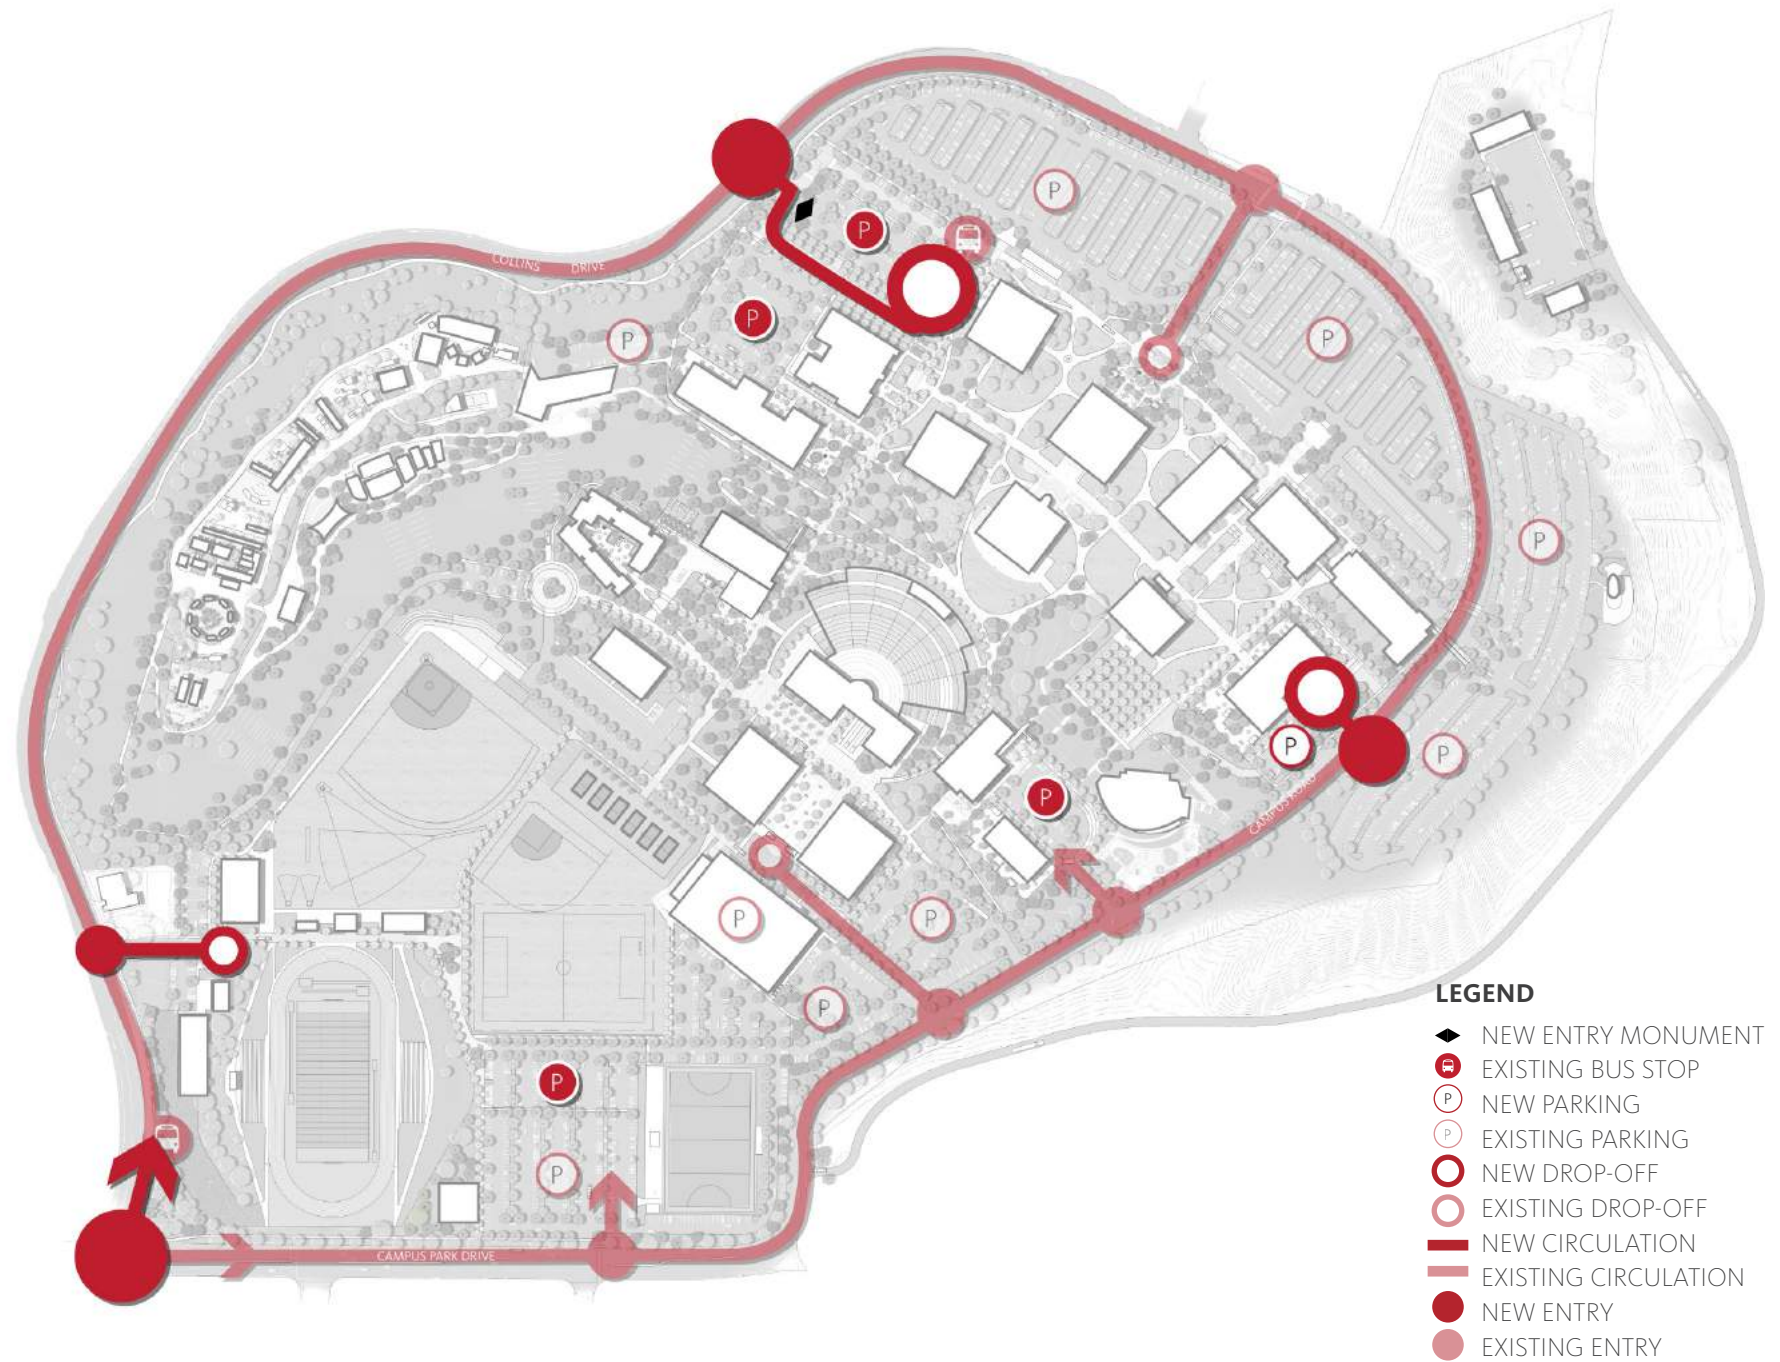 P
P
COLLINS DRIVE
P
P
P
P
P
P
P
CAMPUS ROAD
P
P
P
P
P
P
CAMPUS PARK DRIVE
LEGEND
NEW ENTRY MONUMENT
EXISTING BUS STOP
P NEW PARKING
P EXISTING PARKING
NEW DROP-OFF
EXISTING DROP-OFF
NEW CIRCULATION
EXISTING CIRCULATION
NEW ENTRY
EXISTING ENTRY